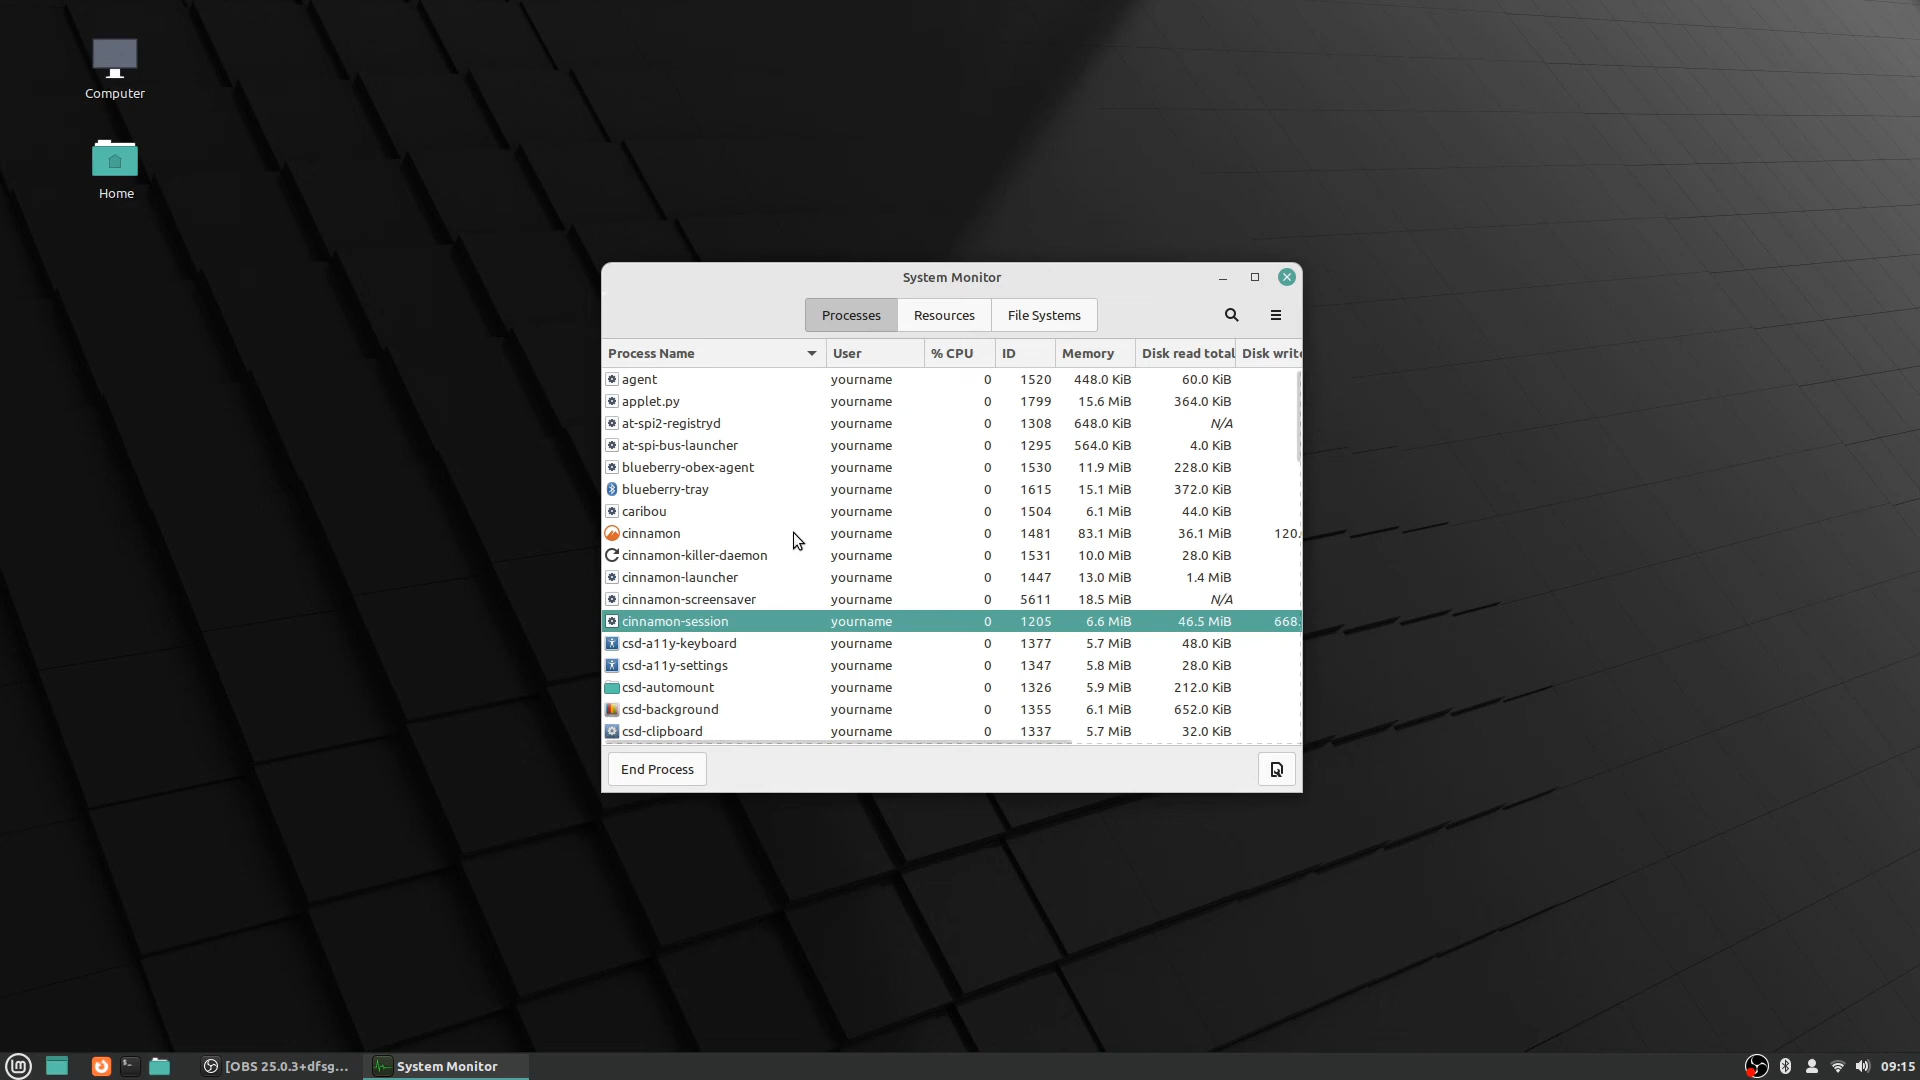 Computer
Home
System Monitor
Processes Resources File Systems
Process Name User % CPU ID Memory Disk read total Disk write
agent yourname 0 1520 448.0 KiB 60.0 KiB
applet.py yourname 0 1799 15.6 MiB 364.0 KiB
at-spi2-registryd yourname 0 1308 648.0 KiB N/A
at-spi-bus-launcher yourname 0 1295 564.0 KiB 4.0 KiB
blueberry-obex-agent yourname 0 1530 11.9 MiB 228.0 KiB
blueberry-tray yourname 0 1615 15.1 MiB 372.0 KiB
caribou yourname 0 1504 6.1 MiB 44.0 KiB
cinnamon yourname 0 1481 83.1 MiB 36.1 MiB 120.
cinnamon-killer-daemon yourname 0 1531 10.0 MiB 28.0 KiB
cinnamon-launcher yourname 0 1447 13.0 MiB 1.4 MiB
cinnamon-screensaver yourname 0 5611 18.5 MiB N/A
cinnamon-session yourname 0 1205 6.6 MiB 46.5 MiB 668.
csd-a11y-keyboard yourname 0 1377 5.7 MiB 48.0 KiB
csd-a11y-settings yourname 0 1347 5.8 MiB 28.0 KiB
csd-automount yourname 0 1326 5.9 MiB 212.0 KiB
csd-background yourname 0 1355 6.1 MiB 652.0 KiB
csd-clipboard yourname 0 1337 5.7 MiB 32.0 KiB
End Process
[OBS 25.0.3+dfsg... System Monitor 09:15